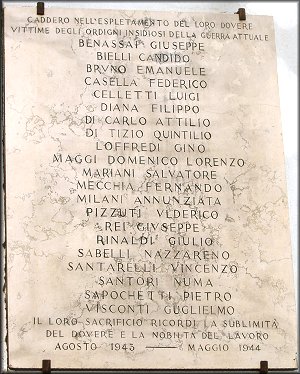 CADDERO NELL'ESPLETAMENTO DEL LORO DOVERE
VITTIME DEGLI ORDIGNI INSIDIOSI DELLA GUERRA ATTUALE
BENASSAI GIUSEPPE
BIELLI CANDIDO
BRUNO EMANUELE
CASELLA FEDERICO
CELLETTI LUIGI
DIANA FILIPPO
DI CARLO ATTILIO
DI TIZIO QUINTILIO
LOFFREDI GINO
MAGGI DOMENICO LORENZO
MARIANI SALVATORE
MECCHIA FERNANDO
MILANI ANNUNZIATA
PIZZUTI VLDERICO
REI GIUSEPPE
RINALDI GIULIO
SABELLI NAZZARENO
SANTARELLI VINCENZO
SANTORI NUMA
SAPOCHETTI PIETRO
VISCONTI GUGLIELMO
IL LORO SACRIFICIO RICORDI LA SUBLIMITÀ
DEL DOVERE E LA NOBILTÀ DEL LAVORO
AGOSTO 1943 — MAGGIO 1944